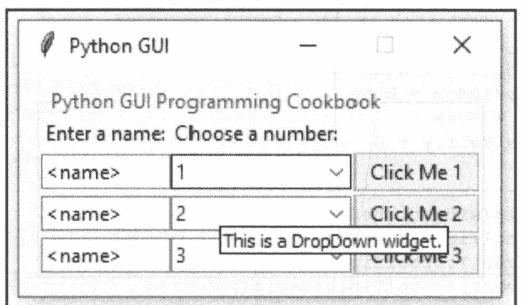 Python GUI
Python GUI Programming Cookbook
Enter a name: Choose a number:
<name> 1 Click Me 1
<name> 2 Click Me 2
This is a DropDown widget.
<name> 3 Click Me 3